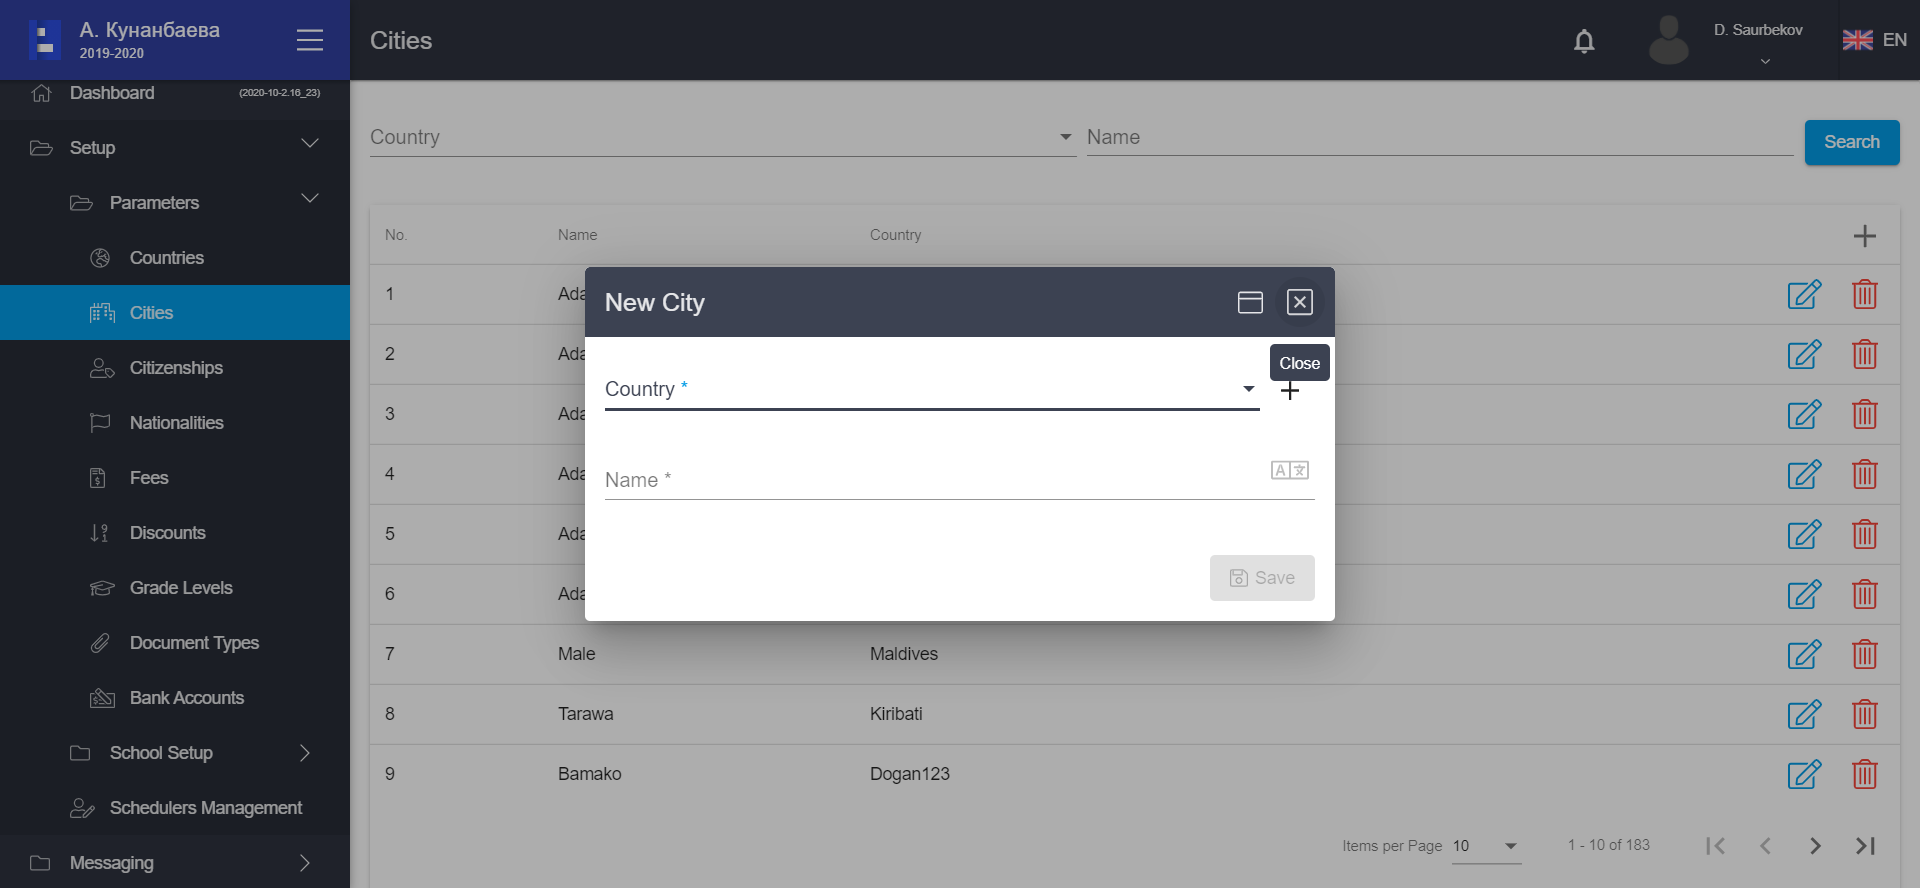 А. Кунанбаева
2019-2020
Cities
D. Saurbekov
EN
Dashboard
(2020-10-2.16_23)
Setup
Parameters
Countries
Cities
Citizenships
Nationalities
Fees
Discounts
Grade Levels
Document Types
Bank Accounts
School Setup
Schedulers Management
Messaging
Country
Name
Search
No. Name Country
1 Ada
2 Ada
3 Ada
4 Ada
5 Ada
6 Ada
7 Male Maldives
8 Tarawa Kiribati
9 Bamako Dogan123
Items per Page 10 1 - 10 of 183
New City
Close
Country *
Name *
Save